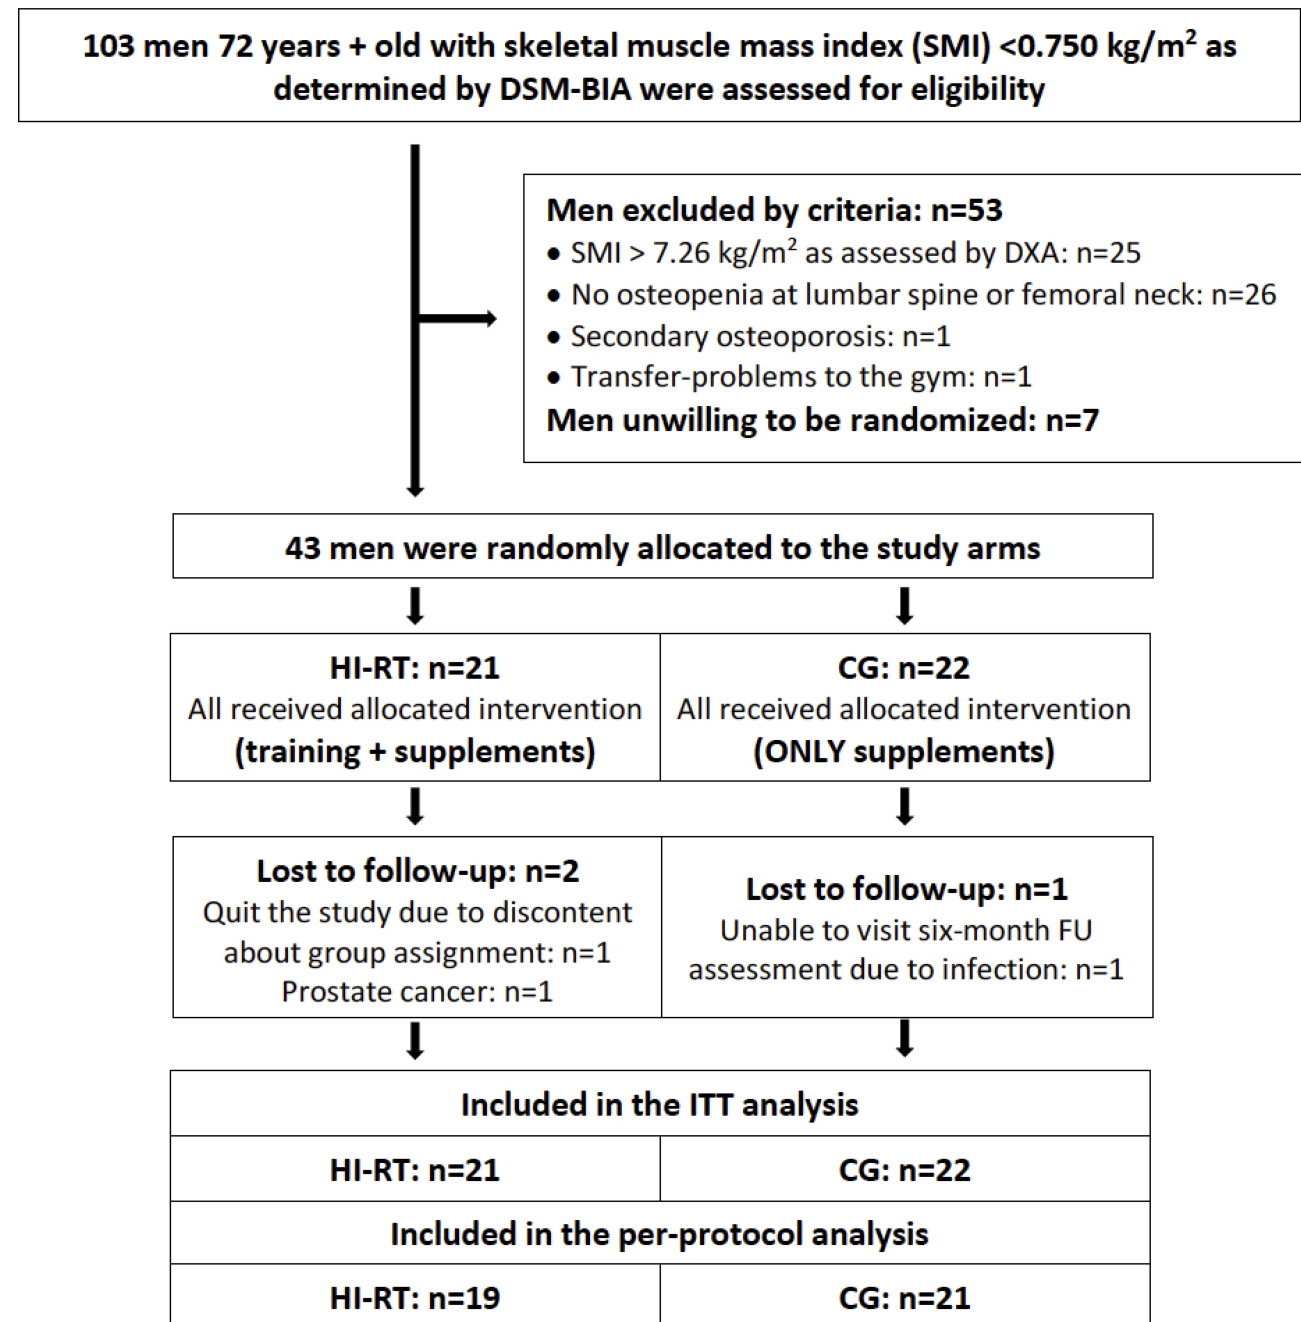 103 men 72 years + old with skeletal muscle mass index (SMI) <0.750 kg/m² as
determined by DSM-BIA were assessed for eligibility
Men excluded by criteria: n=53
• SMI > 7.26 kg/m² as assessed by DXA: n=25
• No osteopenia at lumbar spine or femoral neck: n=26
• Secondary osteoporosis: n=1
• Transfer-problems to the gym: n=1
Men unwilling to be randomized: n=7
43 men were randomly allocated to the study arms
HI-RT: n=21
All received allocated intervention
(training + supplements)
CG: n=22
All received allocated intervention
(ONLY supplements)
Lost to follow-up: n=2
Quit the study due to discontent
about group assignment: n=1
Prostate cancer: n=1
Lost to follow-up: n=1
Unable to visit six-month FU
assessment due to infection: n=1
Included in the ITT analysis
HI-RT: n=21
CG: n=22
Included in the per-protocol analysis
HI-RT: n=19
CG: n=21